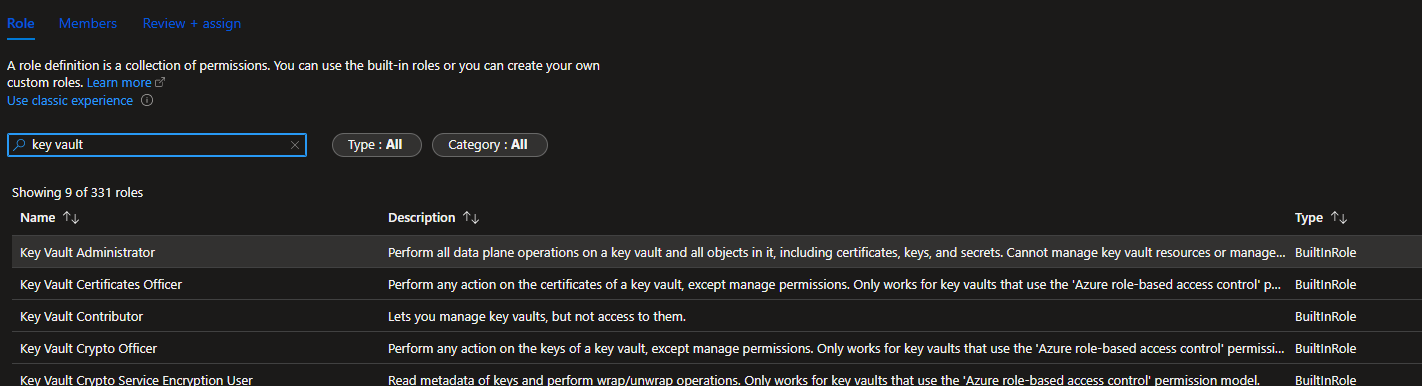 Role Members Review + assign
A role definition is a collection of permissions. You can use the built-in roles or you can create your own
custom roles. Learn more
Use classic experience
key vault Type : All Category : All
Showing 9 of 331 roles
Name Description Type
Key Vault Administrator Perform all data plane operations on a key vault and all objects in it, including certificates, keys, and secrets. Cannot manage key vault resources or manage... BuiltInRole
Key Vault Certificates Officer Perform any action on the certificates of a key vault, except manage permissions. Only works for key vaults that use the 'Azure role-based access control' p... BuiltInRole
Key Vault Contributor Lets you manage key vaults, but not access to them. BuiltInRole
Key Vault Crypto Officer Perform any action on the keys of a key vault, except manage permissions. Only works for key vaults that use the 'Azure role-based access control' permissi... BuiltInRole
Key Vault Crypto Service Encryption User Read metadata of keys and perform wrap/unwrap operations. Only works for key vaults that use the 'Azure role-based access control' permission model. BuiltInRole